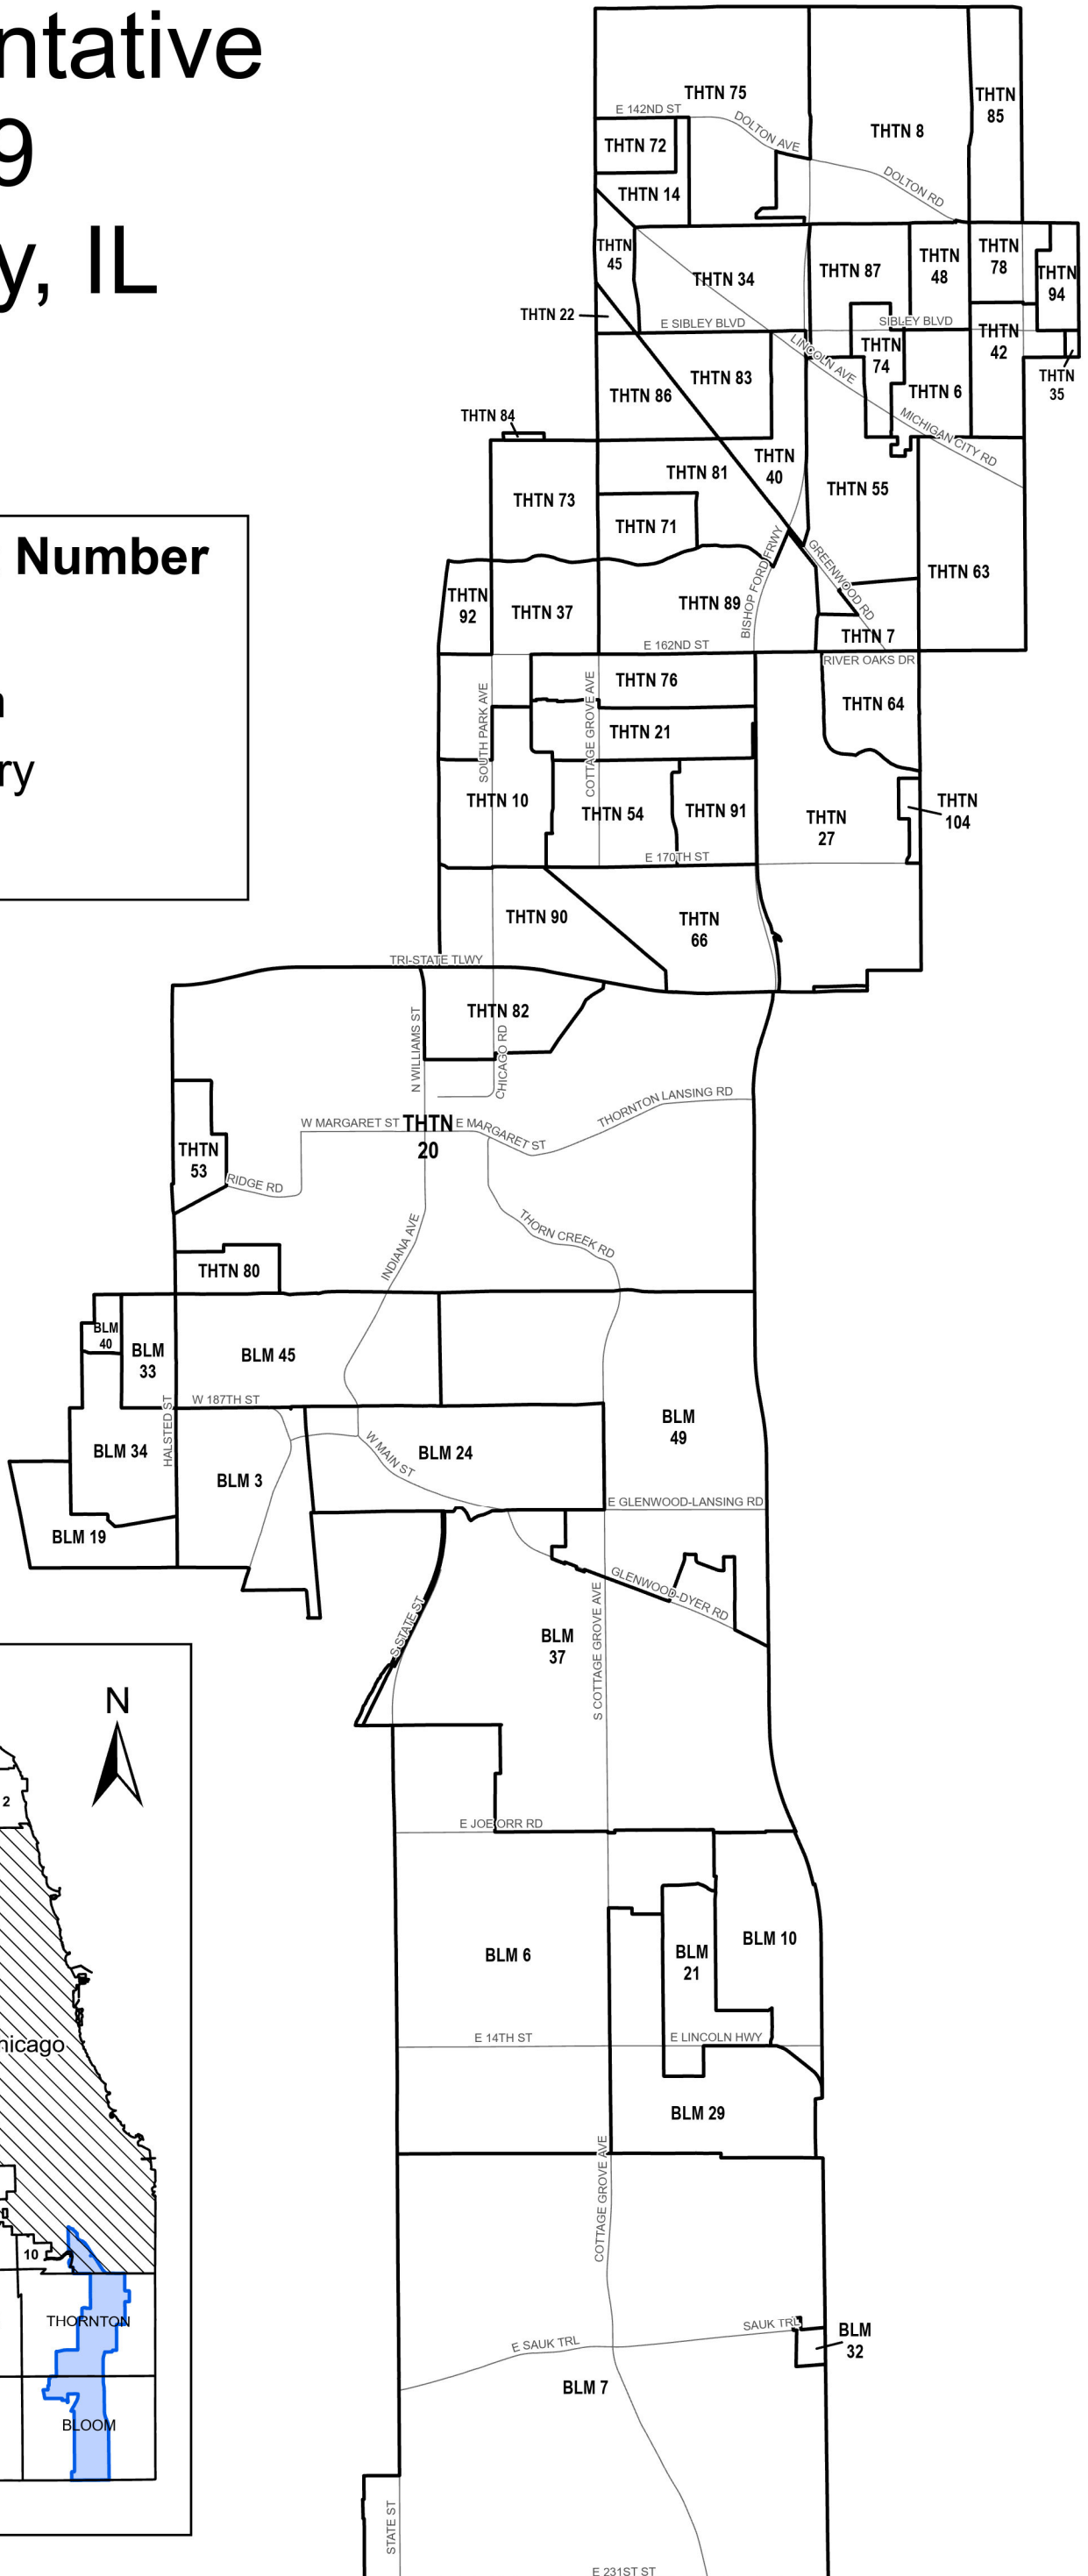 ntative
9
y, IL
Number
n
ry
THTN 75
THTN
85
E 142ND ST
DOLTON AVE
THTN 8
THTN 72
DOLTON RD
THTN 14
THTN
45
THTN 34
THTN 87
THTN
48
THTN
78
THTN
94
THTN 22
E SIBLEY BLVD
SIBLEY BLVD
LINCOLN AVE
THTN
74
THTN
42
THTN
35
THTN 86
THTN 83
THTN 6
THTN 84
MICHIGAN CITY RD
THTN 73
THTN 81
THTN
40
THTN 55
THTN 71
BISHOP FORD FRWY
GREENWOOD RD
THTN 63
THTN
92
THTN 37
THTN 89
E 162ND ST
THTN 7
RIVER OAKS DR
SOUTH PARK AVE
COTTAGE GROVE AVE
THTN 76
THTN 64
THTN 21
THTN 10
THTN 54
THTN 91
THTN
27
THTN
104
E 170TH ST
THTN 90
THTN
66
TRI-STATE TLWY
N WILLIAMS ST
THTN 82
CHICAGO RD
THORNTON LANSING RD
W MARGARET ST
THTN
20
E MARGARET ST
THTN
53
RIDGE RD
INDIANA AVE
THORN CREEK RD
THTN 80
BLM
40
BLM
33
BLM 45
HALSTED ST
W 187TH ST
BLM
49
BLM 34
BLM 3
W MAIN ST
BLM 24
E GLENWOOD-LANSING RD
BLM 19
GLENWOOD-DYER RD
S STATE ST
BLM
37
S COTTAGE GROVE AVE
N
2
E JOE ORR RD
BLM 6
BLM
21
BLM 10
E 14TH ST
E LINCOLN HWY
hicago
BLM 29
COTTAGE GROVE AVE
10
THORNTON
BLOOM
E SAUK TRL
SAUK TRL
BLM
32
BLM 7
STATE ST
E 231ST ST